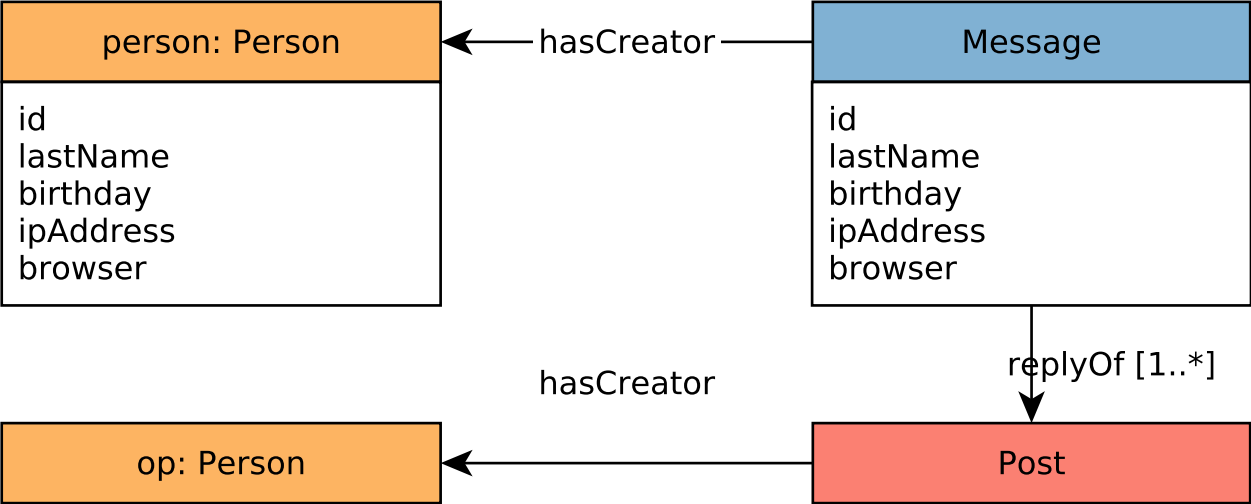 person: Person
hasCreator
Message
id
lastName
birthday
ipAddress
browser
id
lastName
birthday
ipAddress
browser
replyOf [1..*]
hasCreator
op: Person
Post